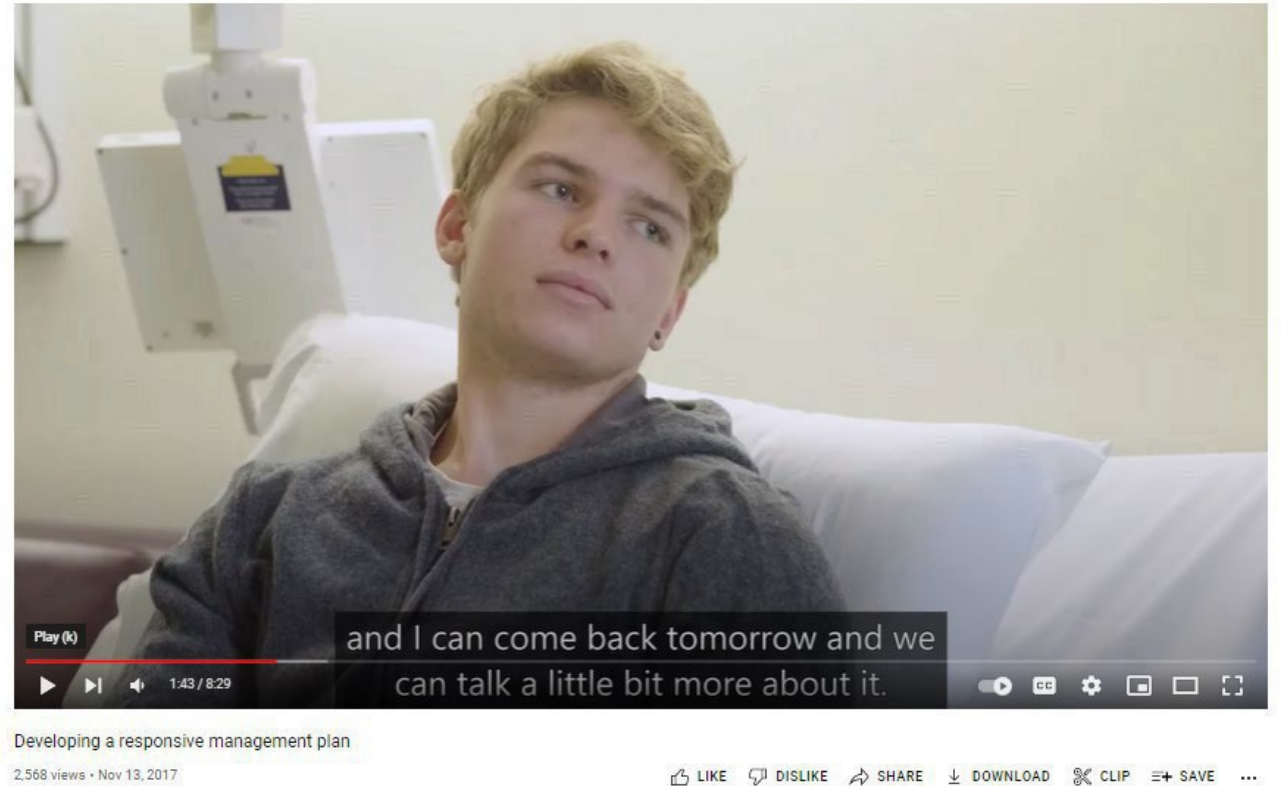 Play (k)
and I can come back tomorrow and we
can talk a little bit more about it.
1:43 / 8:29
CC
Developing a responsive management plan
2,568 views • Nov 13, 2017
LIKE DISLIKE SHARE DOWNLOAD CLIP SAVE